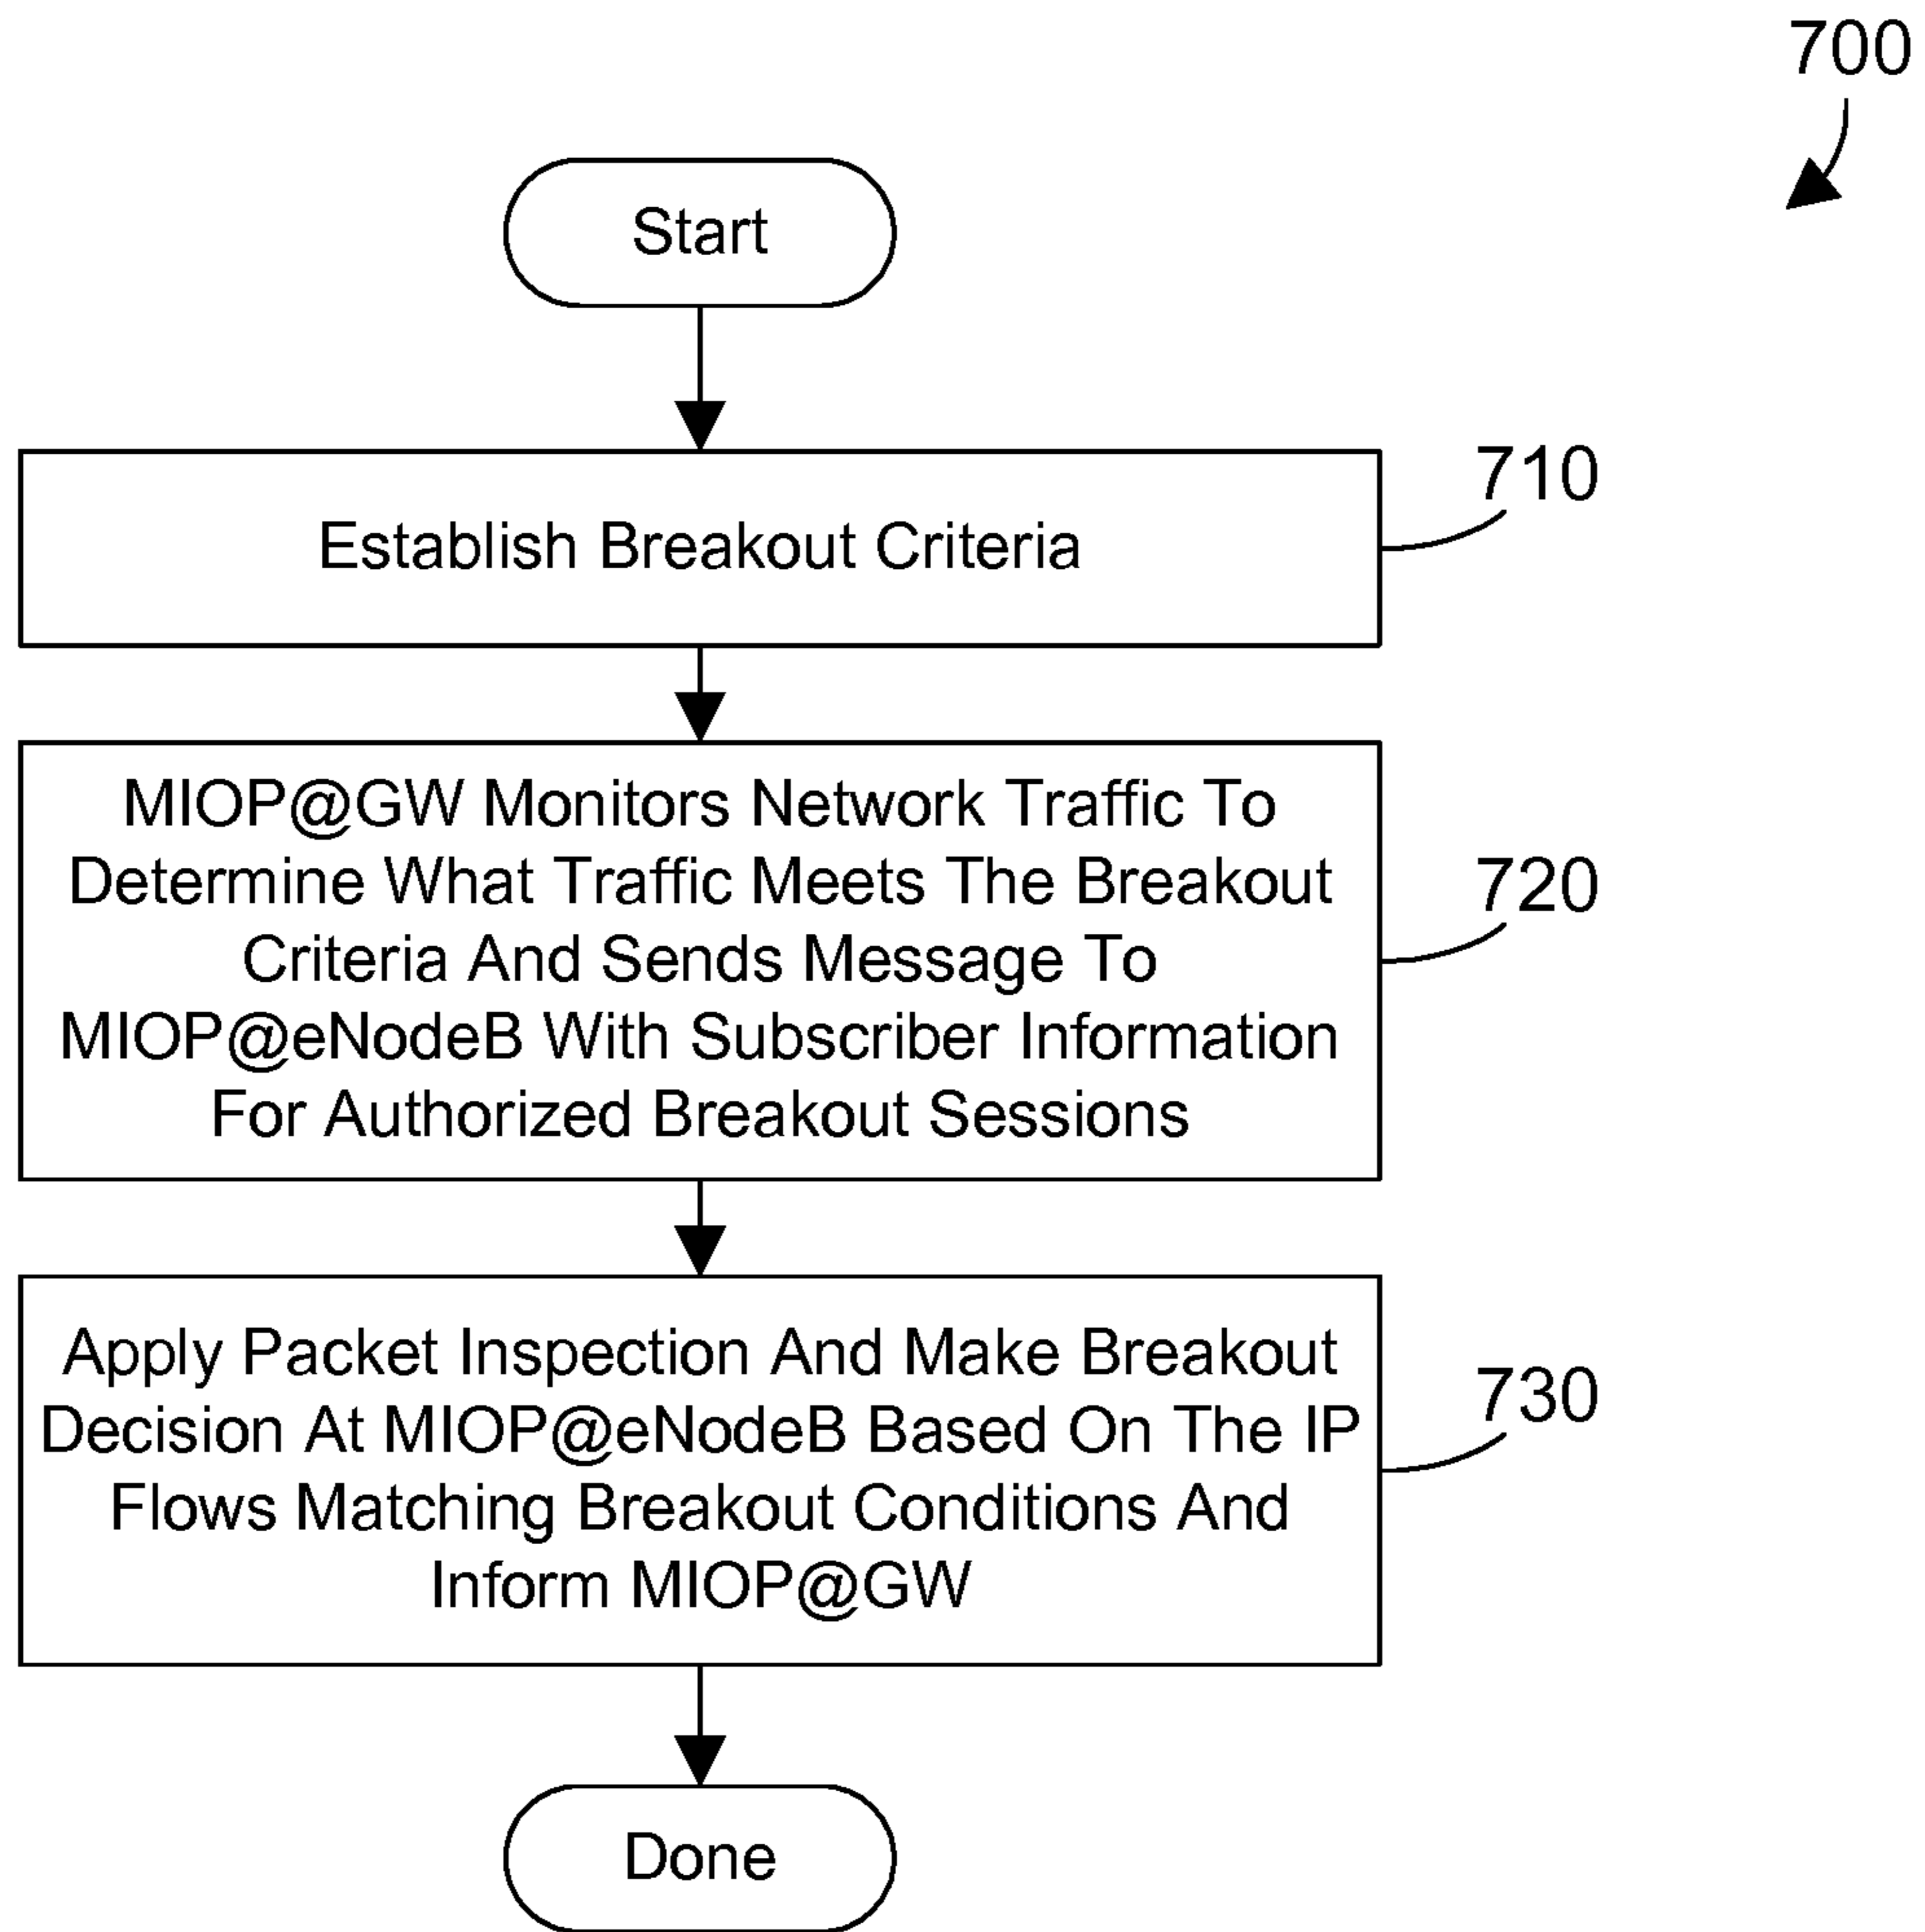 700
Start
710
Establish Breakout Criteria
MIOP@GW Monitors Network Traffic To
Determine What Traffic Meets The Breakout
720
Criteria And Sends Message To
MIOP@eNodeB With Subscriber Information
For Authorized Breakout Sessions
Apply Packet Inspection And Make Breakout
730
Decision At MIOP@eNodeB Based On The IP
Flows Matching Breakout Conditions And
Inform MIOP@GW
Done